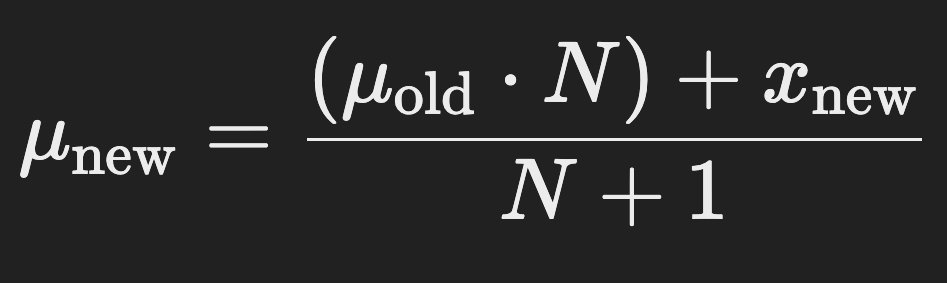 μ_new = ((μ_old · N) + x_new) / (N + 1)